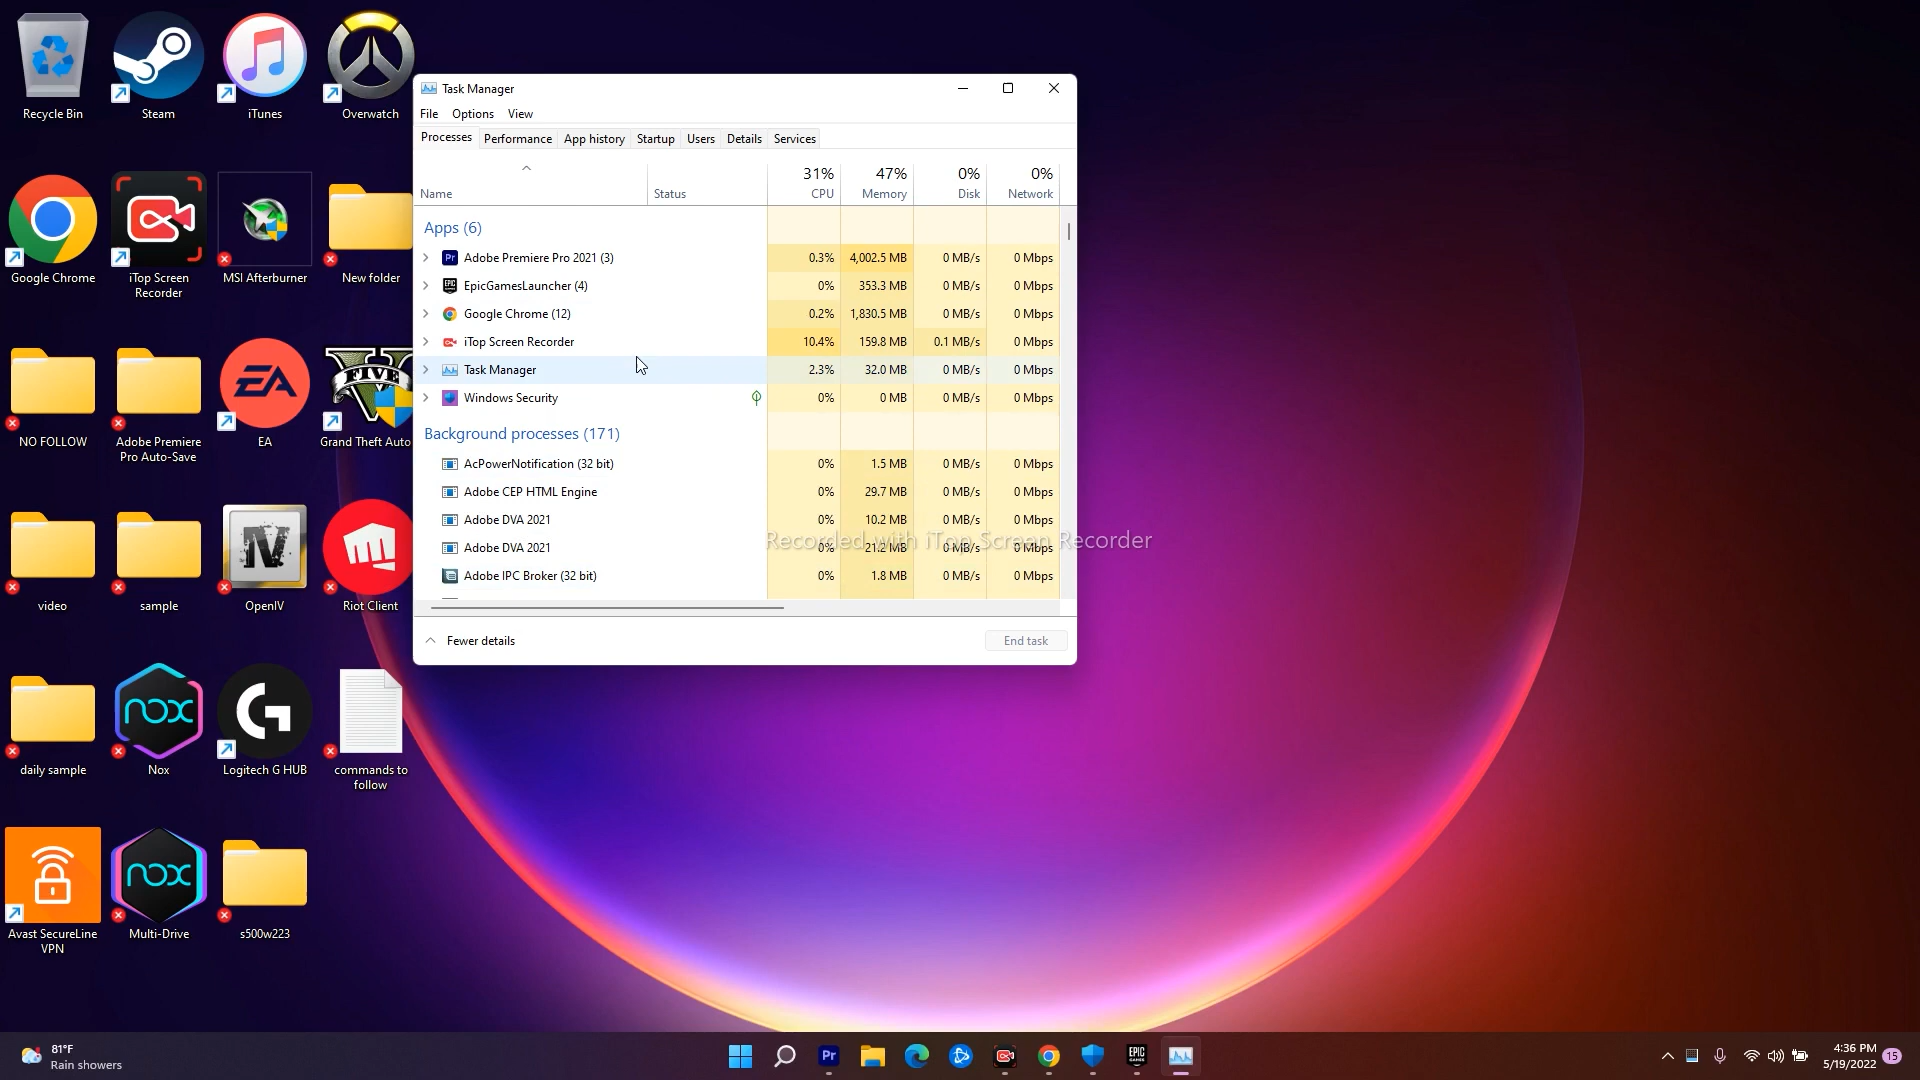 Recycle Bin
Steam
iTunes
Overwatch
Google Chrome
iTop Screen
Recorder
MSI Afterburner
New folder
NO FOLLOW
Adobe Premiere
Pro Auto-Save
EA
FIVE
Grand Theft Auto
video
sample
IV
OpenIV
Riot Client
daily sample
nox
Nox
Logitech G HUB
commands to
follow
Avast SecureLine
VPN
nox
Multi-Drive
s500w223
Task Manager
File Options View
Processes Performance App history Startup Users Details Services
31% 47% 0% 0%
Name Status CPU Memory Disk Network
Apps (6)
Pr Adobe Premiere Pro 2021 (3) 0.3% 4,002.5 MB 0 MB/s 0 Mbps
EpicGamesLauncher (4) 0% 353.3 MB 0 MB/s 0 Mbps
Google Chrome (12) 0.2% 1,830.5 MB 0 MB/s 0 Mbps
iTop Screen Recorder 10.4% 159.8 MB 0.1 MB/s 0 Mbps
Task Manager 2.3% 32.0 MB 0 MB/s 0 Mbps
Windows Security 0% 0 MB 0 MB/s 0 Mbps
Background processes (171)
AcPowerNotification (32 bit) 0% 1.5 MB 0 MB/s 0 Mbps
Adobe CEP HTML Engine 0% 29.7 MB 0 MB/s 0 Mbps
Adobe DVA 2021 0% 10.2 MB 0 MB/s 0 Mbps
Recorded with iTop Screen Recorder
Adobe DVA 2021 0% 21.2 MB 0 MB/s 0 Mbps
Adobe IPC Broker (32 bit) 0% 1.8 MB 0 MB/s 0 Mbps
Fewer details End task
81°F
Rain showers
Pr
EPIC
GAMES
4:36 PM
5/19/2022
15